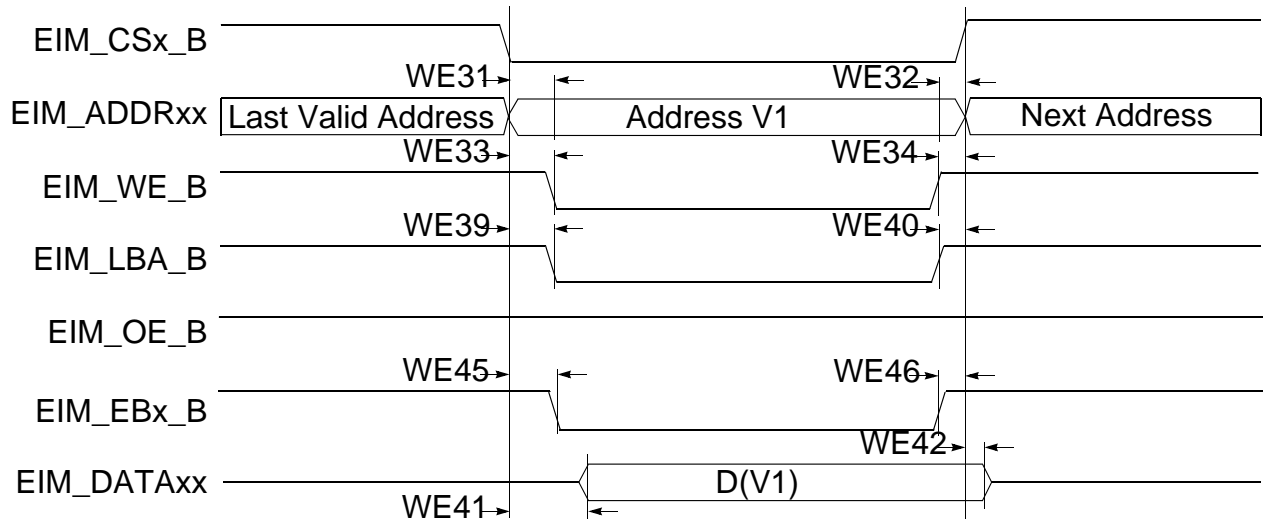 EIM_CSx_B
WE31
WE32
EIM_ADDRxx
Last Valid Address
Address V1
Next Address
WE33
WE34
EIM_WE_B
WE39
WE40
EIM_LBA_B
EIM_OE_B
WE45
WE46
EIM_EBx_B
WE42
EIM_DATAxx
D(V1)
WE41